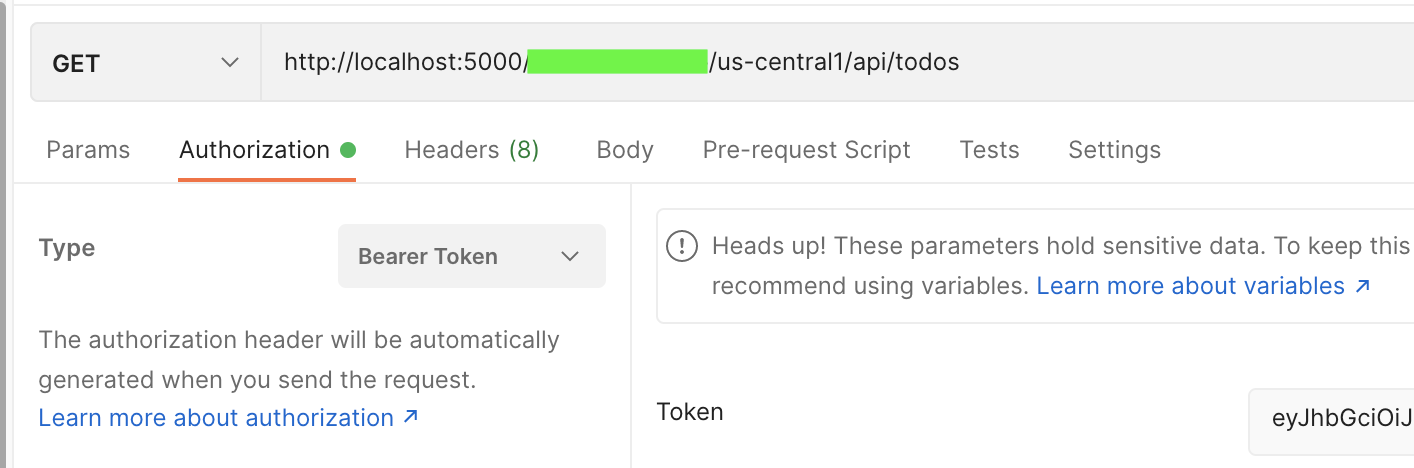 GET http://localhost:5000/ /us-central1/api/todos
Params Authorization Headers (8) Body Pre-request Script Tests Settings
Type
Bearer Token
The authorization header will be automatically
generated when you send the request.
Learn more about authorization ↗
Heads up! These parameters hold sensitive data. To keep this
recommend using variables. Learn more about variables ↗
Token
eyJhbGciOiJ